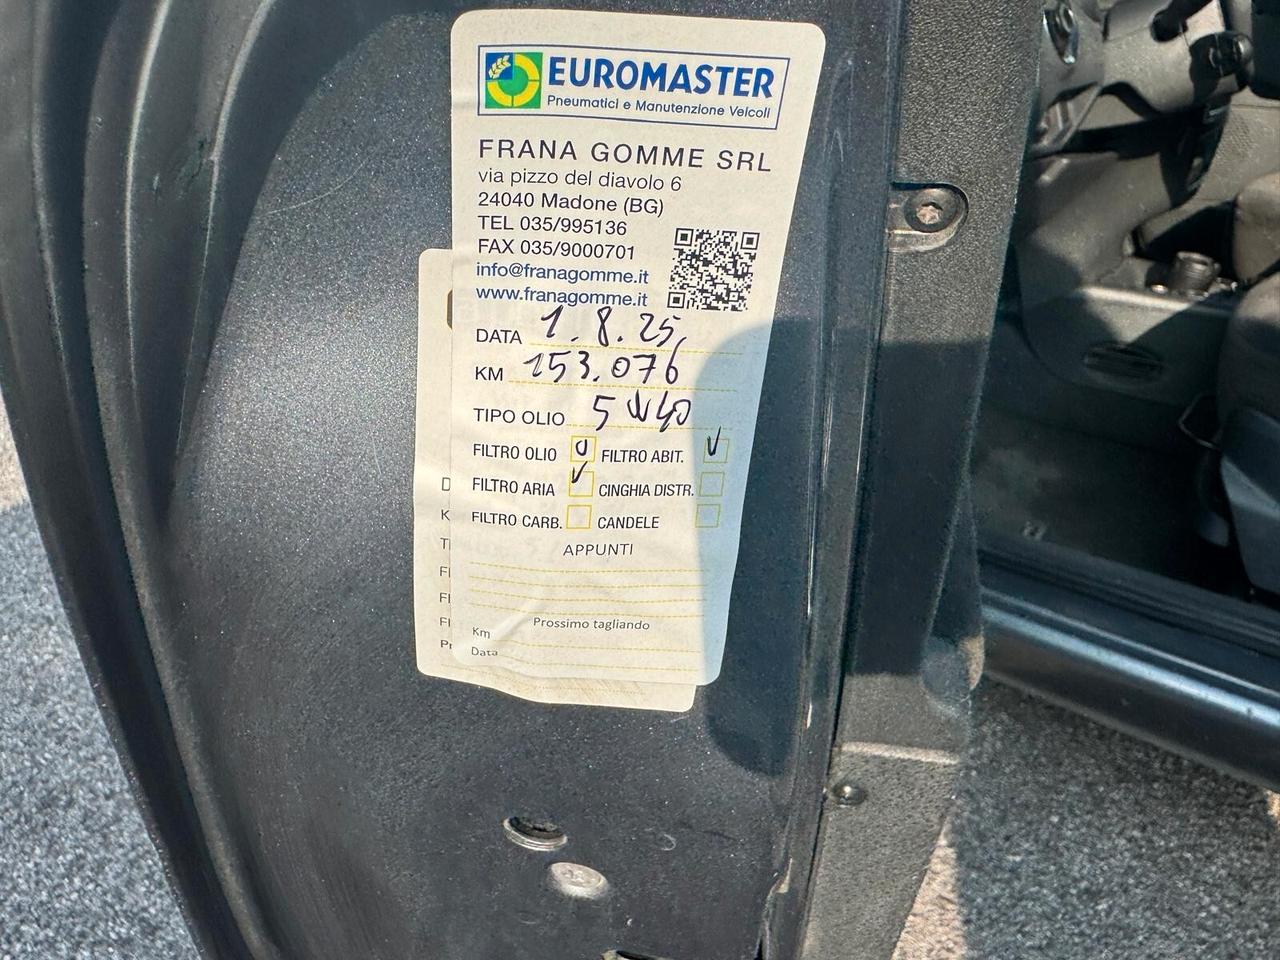 EUROMASTER
Pneumatici e Manutenzione Veicoli
FRANA GOMME SRL
via pizzo del diavolo 6
24040 Madone (BG)
TEL 035/995136
FAX 035/9000701
info@franagomme.it
www.franagomme.it
DATA 1.8.25
KM 153.076
TIPO OLIO 5W40
FILTRO OLIO FILTRO ABIT.
FILTRO ARIA CINGHIA DISTR.
FILTRO CARB. CANDELE
APPUNTI
Prossimo tagliando
Km
Data